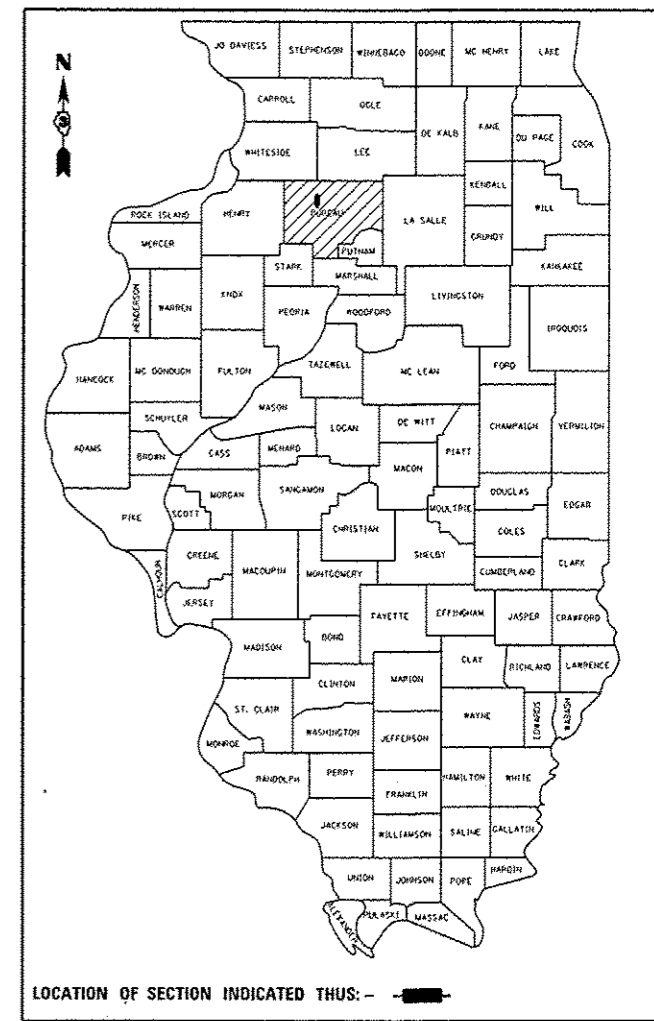 JO DAVIESS STEPHENSON WINNEBAGO BOONE MC HENRY LAKE
N
CARROLL OGLE DE KALB KANE DU PAGE COOK
WHITESIDE LEE
KENDALL WILL
ROCK ISLAND HENRY BUREAU LA SALLE GRUNDY
MERCER PUTNAM KANKAKEE
STARK MARSHALL
HENDERSON WARREN KNOX PEORIA WOODFORD LIVINGSTON IROQUOIS
HANCOCK MC DONOUGH FULTON TAZEWELL MC LEAN FORD
MASON
SCHUYLER LOGAN DE WITT CHAMPAIGN VERMILION
ADAMS BROWN CASS MENARD MACON PIATT
MORGAN SANGAMON DOUGLAS EDGAR
PIKE SCOTT CHRISTIAN MOULTRIE COLES
GREENE MACOUPIN MONTGOMERY SHELBY CUMBERLAND CLARK
CALHOUN JERSEY FAYETTE EFFINGHAM JASPER CRAWFORD
MADISON BOND CLAY RICHLAND LAWRENCE
CLINTON MARION
ST. CLAIR WAYNE EDWARDS WABASH
MONROE WASHINGTON JEFFERSON
RANDOLPH PERRY HAMILTON WHITE
FRANKLIN
JACKSON WILLIAMSON SALINE GALLATIN
UNION JOHNSON POPE HARDIN
ALEXANDER PULASKI MASSAC
LOCATION OF SECTION INDICATED THUS: -